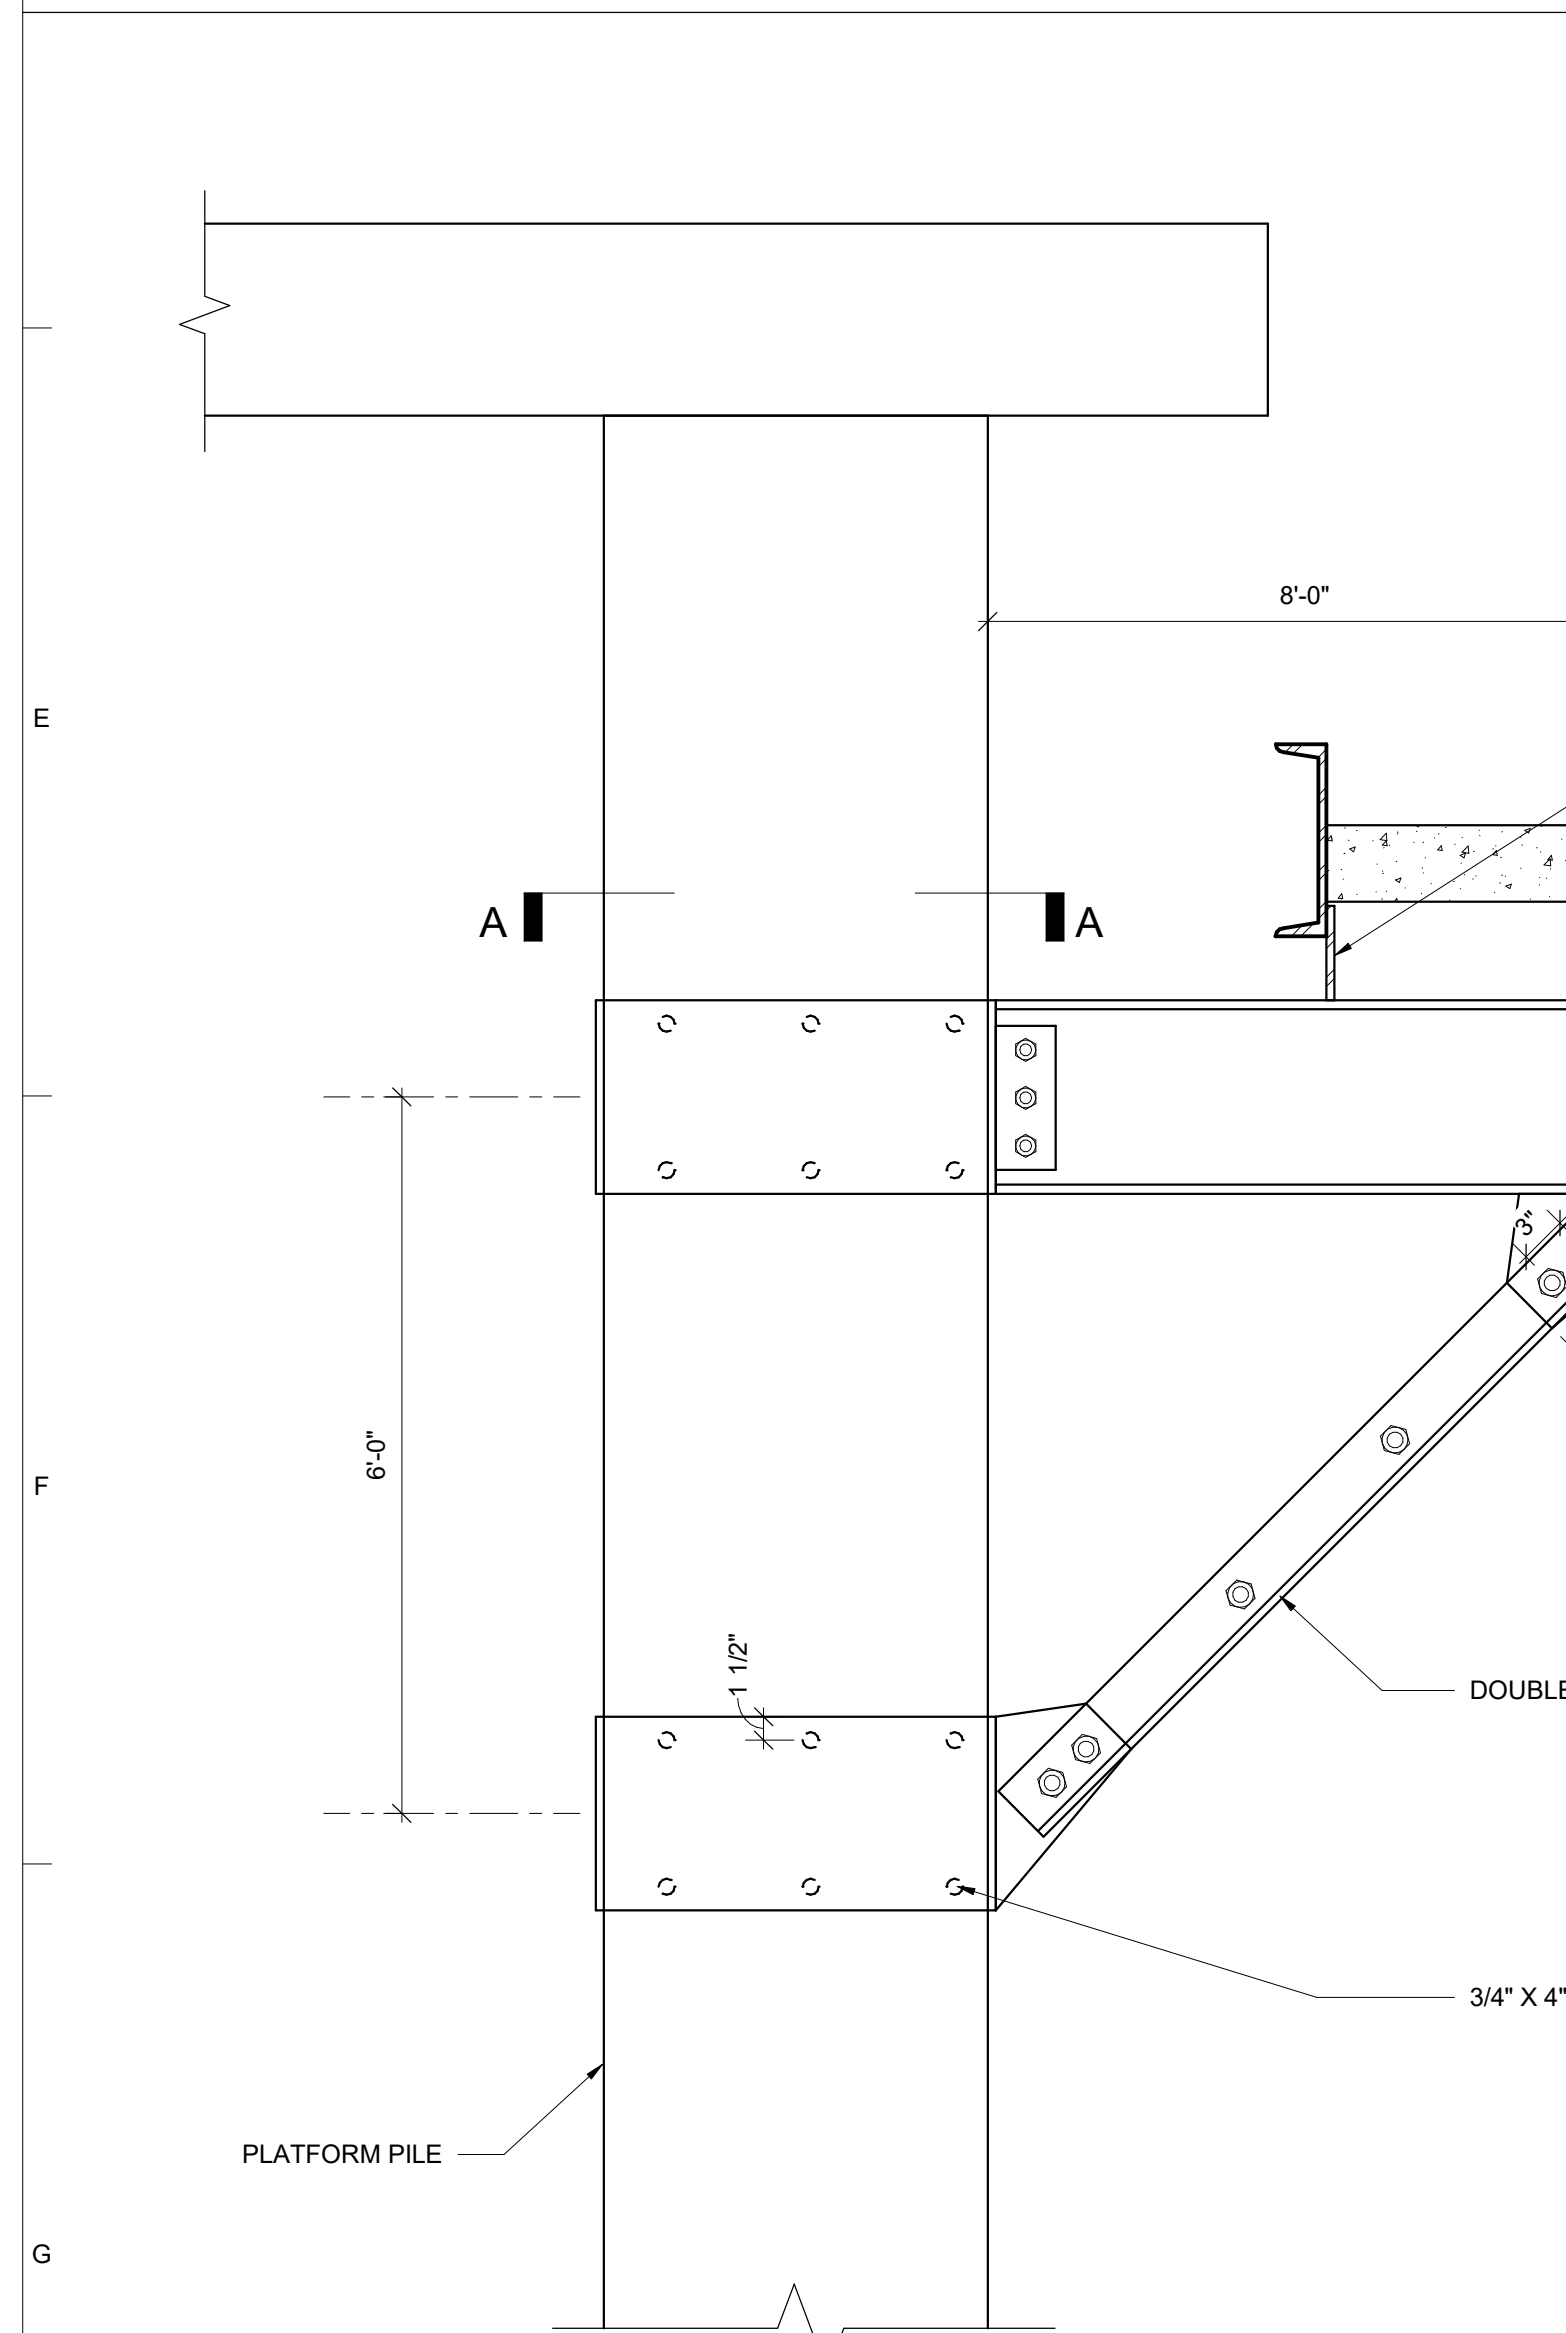 8'-0"
E
A
A
3"
6'-0"
F
1 1/2"
DOUBLE
3/4" X 4"
PLATFORM PILE
G